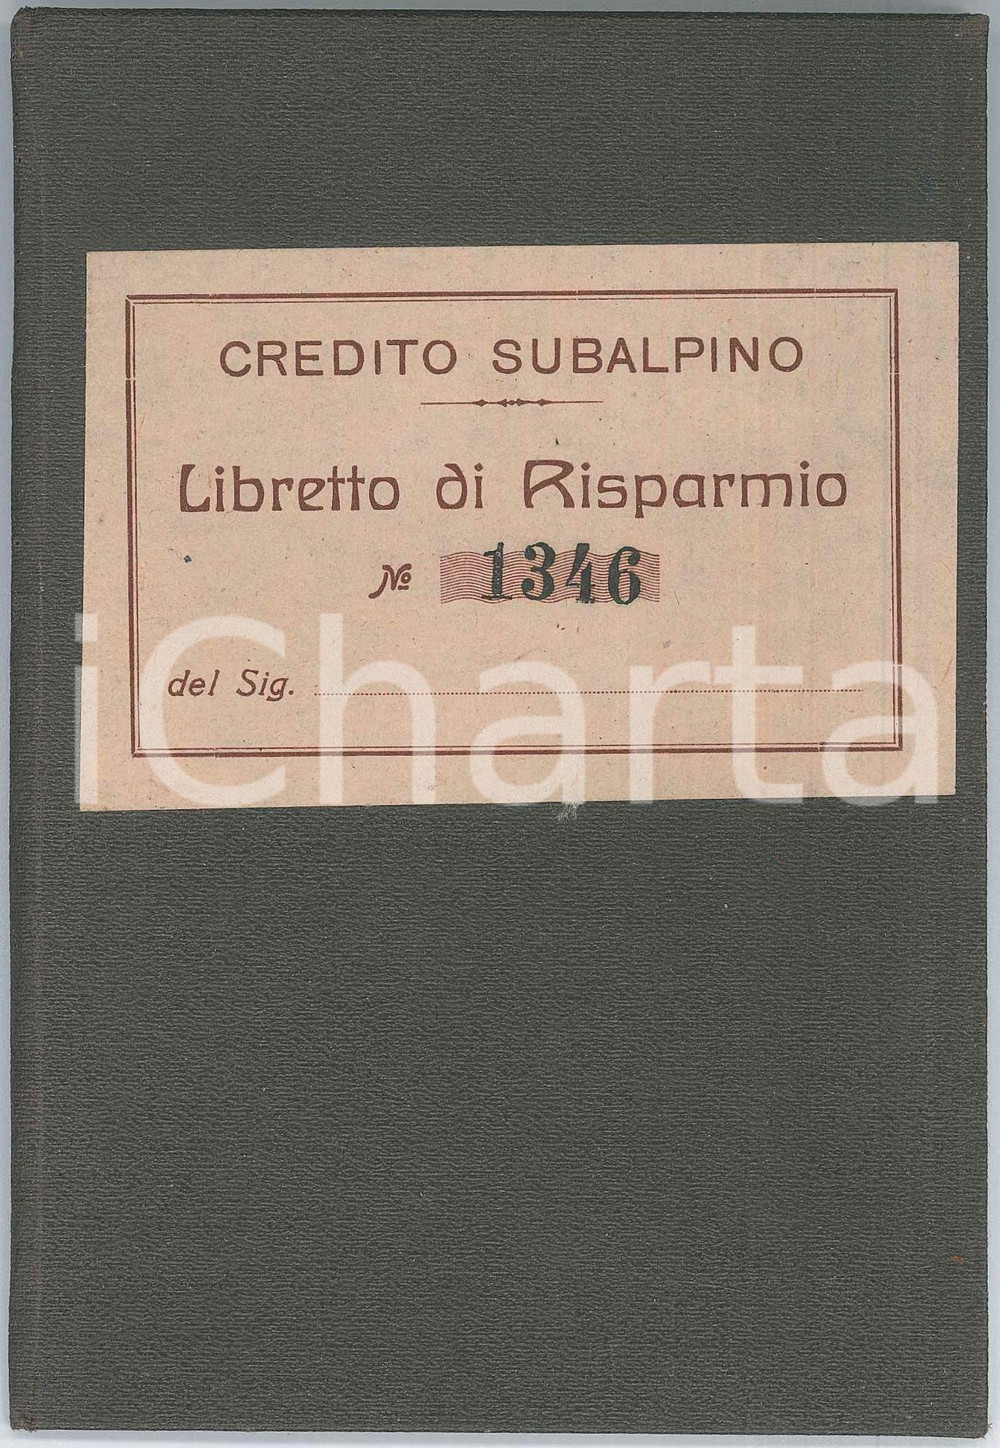 CREDITO SUBALPINO
Libretto di Risparmio
No 1346
del Sig.
iCharta